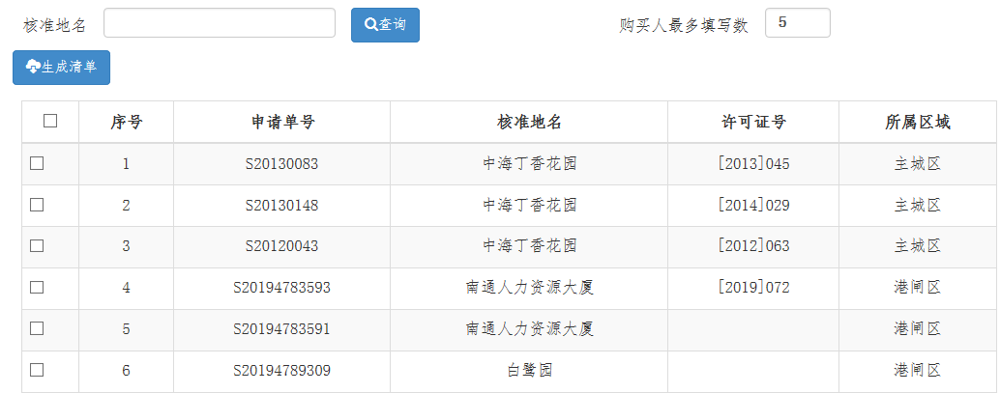 核准地名 查询 购买人最多填写数 5
生成清单
序号 申请单号 核准地名 许可证号 所属区域
1 S20130083 中海丁香花园 [2013]045 主城区
2 S20130148 中海丁香花园 [2014]029 主城区
3 S20120043 中海丁香花园 [2012]063 主城区
4 S20194783593 南通人力资源大厦 [2019]072 港闸区
5 S20194783591 南通人力资源大厦 港闸区
6 S20194789309 白鹭园 港闸区